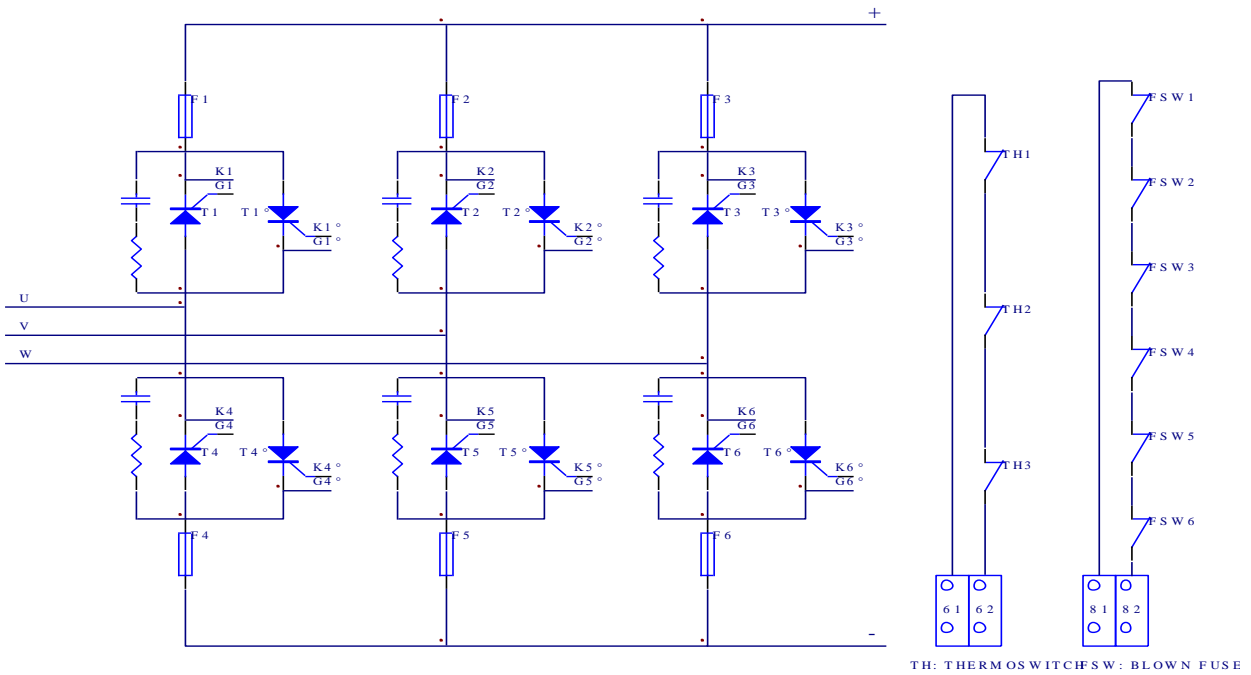 +
F1
F2
F3
FSW1
TH1
K1
G1
T1
T1°
K1°
G1°
K2
G2
T2
T2°
K2°
G2°
K3
G3
T3
T3°
K3°
G3°
FSW2
FSW3
U
V
W
TH2
FSW4
K4
G4
T4
T4°
K4°
G4°
K5
G5
T5
T5°
K5°
G5°
K6
G6
T6
T6°
K6°
G6°
FSW5
TH3
F4
F5
F6
FSW6
-
61 62
81 82
TH: THERMOSWITCH
FSW: BLOWN FUSE